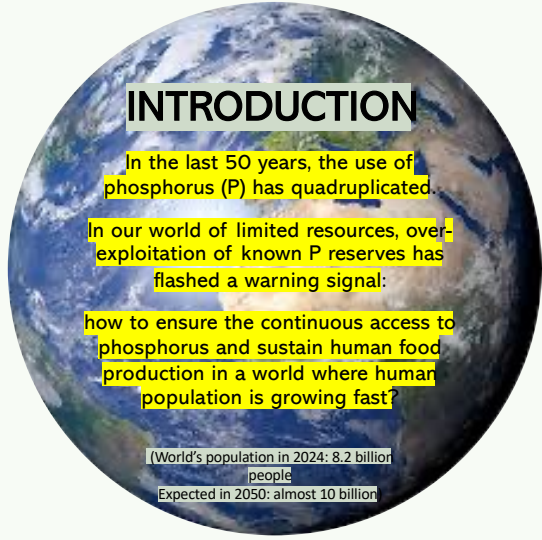 INTRODUCTION
In the last 50 years, the use of
phosphorus (P) has quadruplicated.
In our world of limited resources, over-
exploitation of known P reserves has
flashed a warning signal:
how to ensure the continuous access to
phosphorus and sustain human food
production in a world where human
population is growing fast?
(World's population in 2024: 8.2 billion
people
Expected in 2050: almost 10 billion)